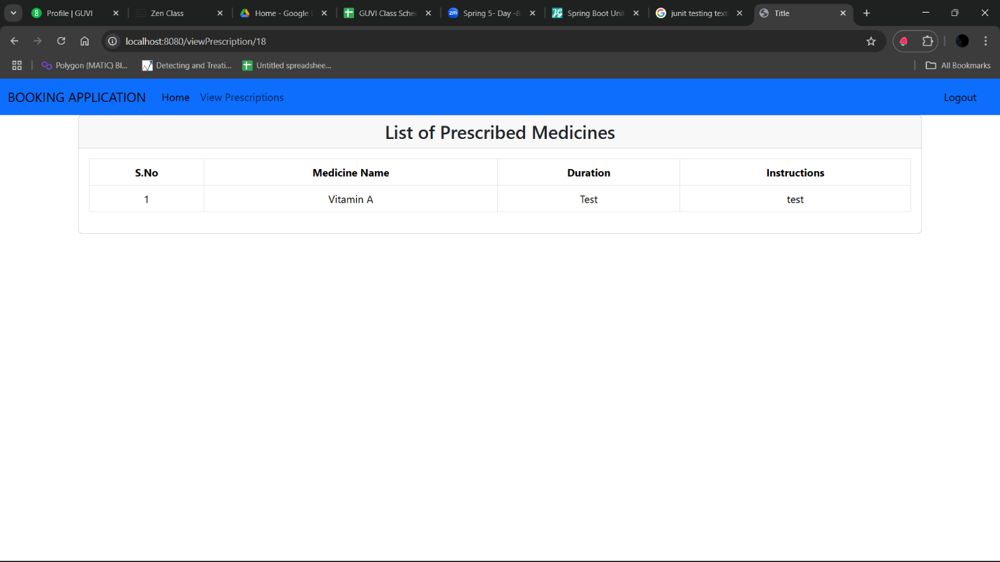 Profile | GUVI
Zen Class
Home - Google
GUVI Class Sche
Spring 5- Day -8
Spring Boot Unit
junit testing text
Title
localhost:8080/viewPrescription/18
Polygon (MATIC) Bl...
Detecting and Treati...
Untitled spreadshee...
All Bookmarks
BOOKING APPLICATION Home View Prescriptions Logout
List of Prescribed Medicines
S.No Medicine Name Duration Instructions
1 Vitamin A Test test